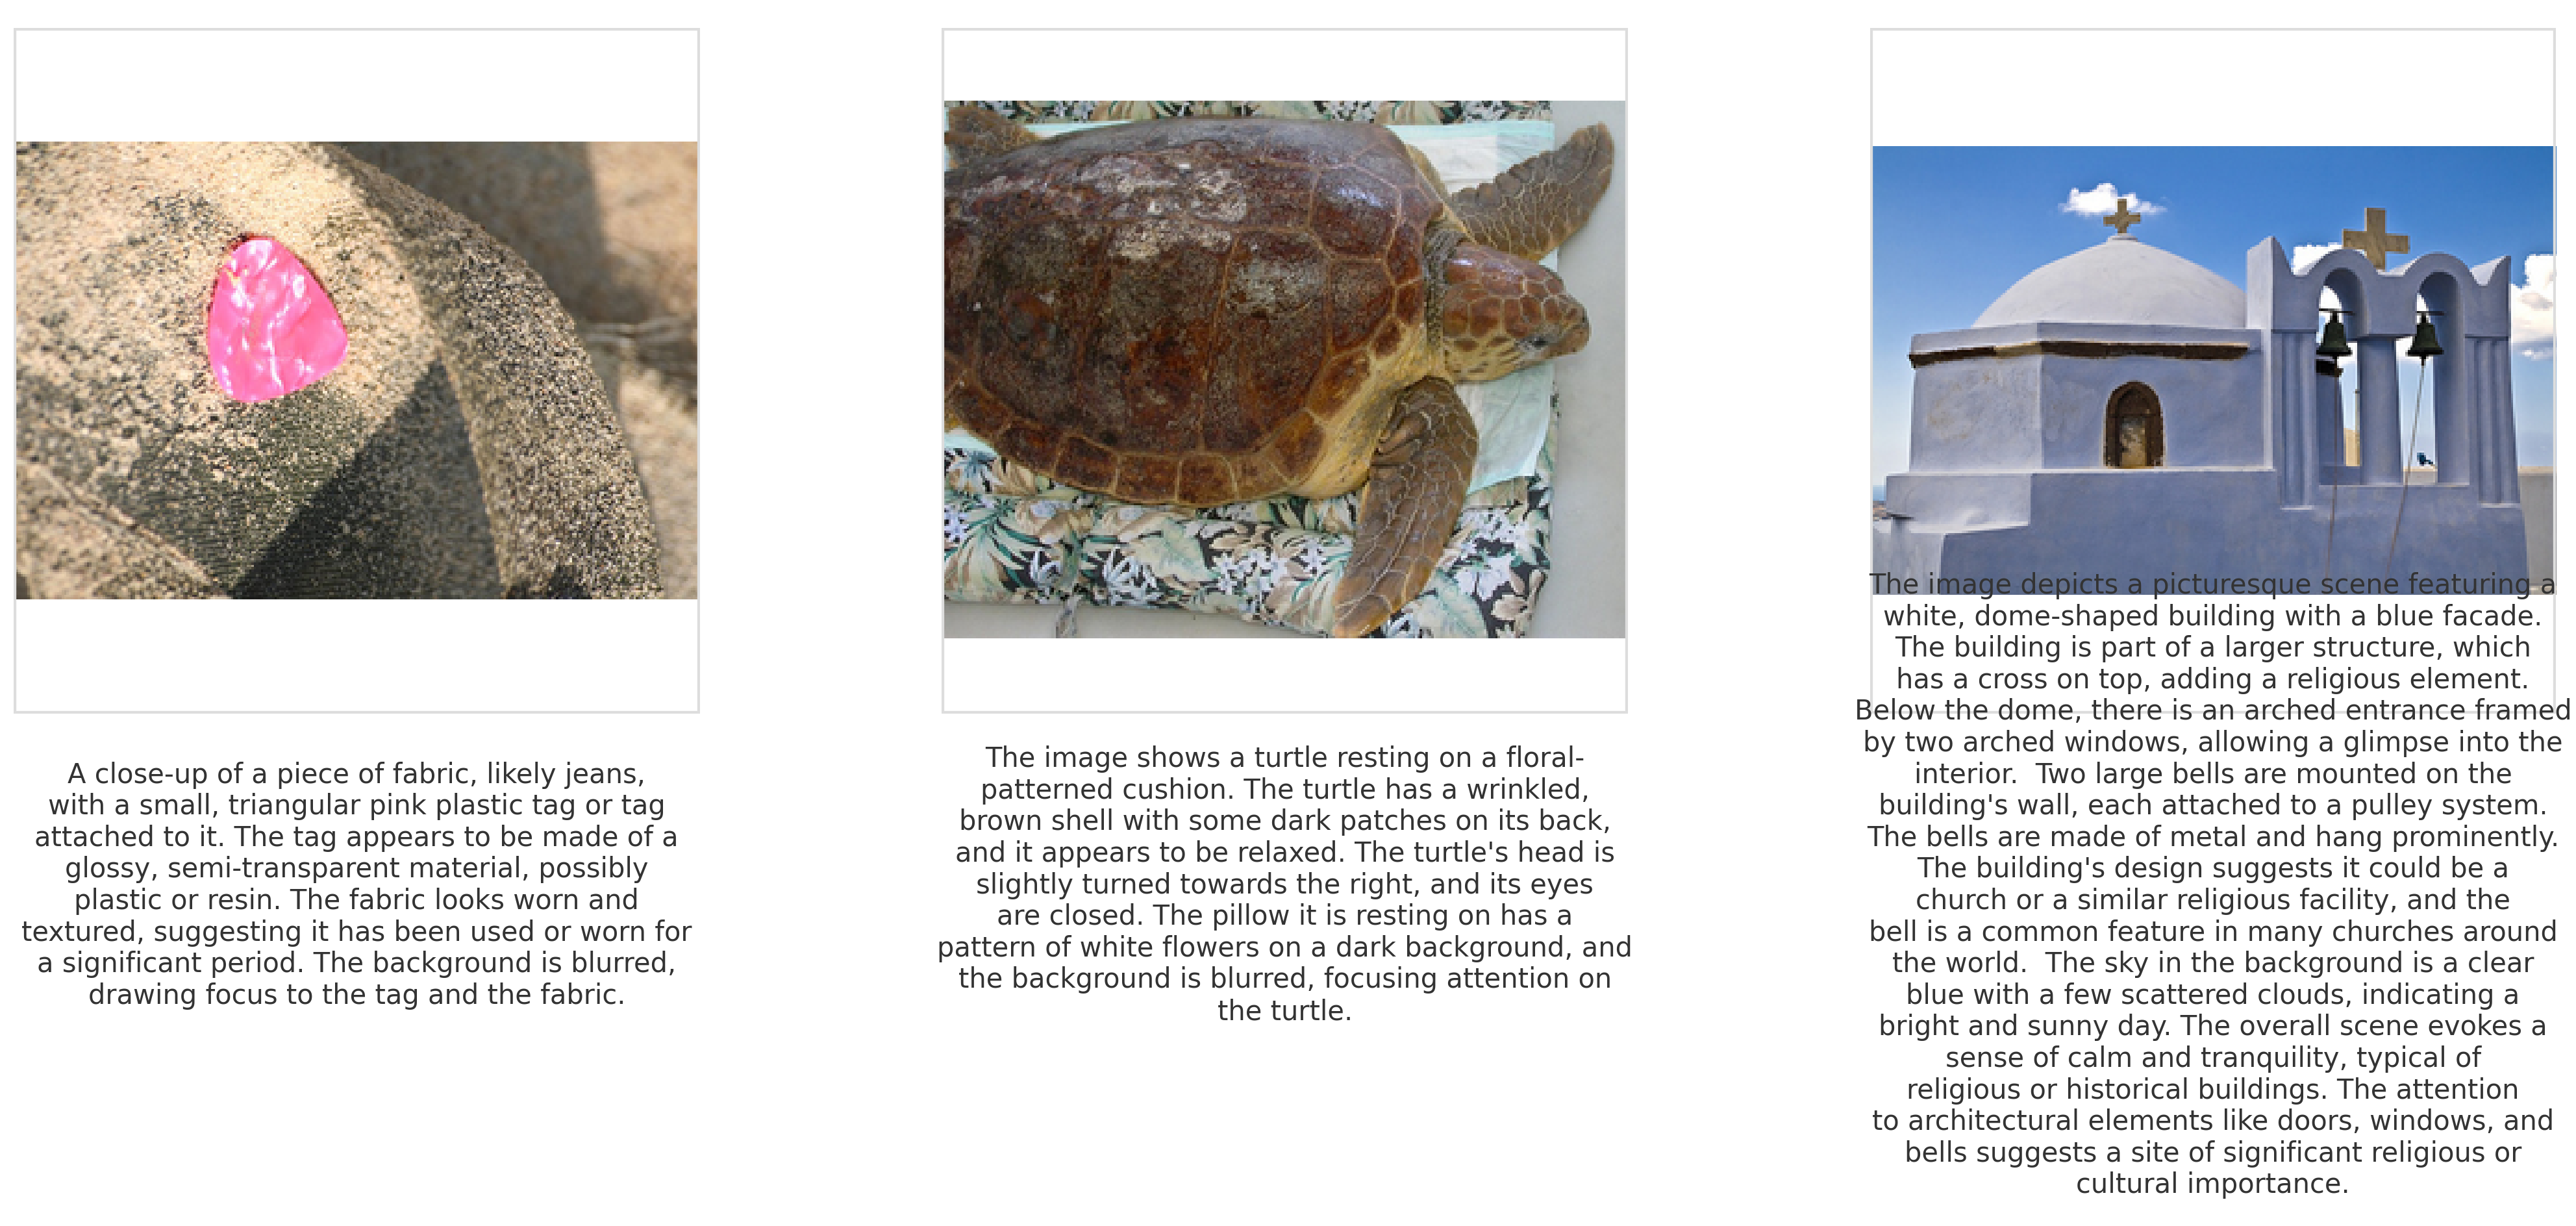 A close-up of a piece of fabric, likely jeans,
with a small, triangular pink plastic tag or tag
attached to it. The tag appears to be made of a
glossy, semi-transparent material, possibly
plastic or resin. The fabric looks worn and
textured, suggesting it has been used or worn for
a significant period. The background is blurred,
drawing focus to the tag and the fabric.
The image shows a turtle resting on a floral-
patterned cushion. The turtle has a wrinkled,
brown shell with some dark patches on its back,
and it appears to be relaxed. The turtle's head is
slightly turned towards the right, and its eyes
are closed. The pillow it is resting on has a
pattern of white flowers on a dark background, and
the background is blurred, focusing attention on
the turtle.
The image depicts a picturesque scene featuring a
white, dome-shaped building with a blue facade.
The building is part of a larger structure, which
has a cross on top, adding a religious element.
Below the dome, there is an arched entrance framed
by two arched windows, allowing a glimpse into the
interior.  Two large bells are mounted on the
building's wall, each attached to a pulley system.
The bells are made of metal and hang prominently.
The building's design suggests it could be a
church or a similar religious facility, and the
bell is a common feature in many churches around
the world.  The sky in the background is a clear
blue with a few scattered clouds, indicating a
bright and sunny day. The overall scene evokes a
sense of calm and tranquility, typical of
religious or historical buildings. The attention
to architectural elements like doors, windows, and
bells suggests a site of significant religious or
cultural importance.